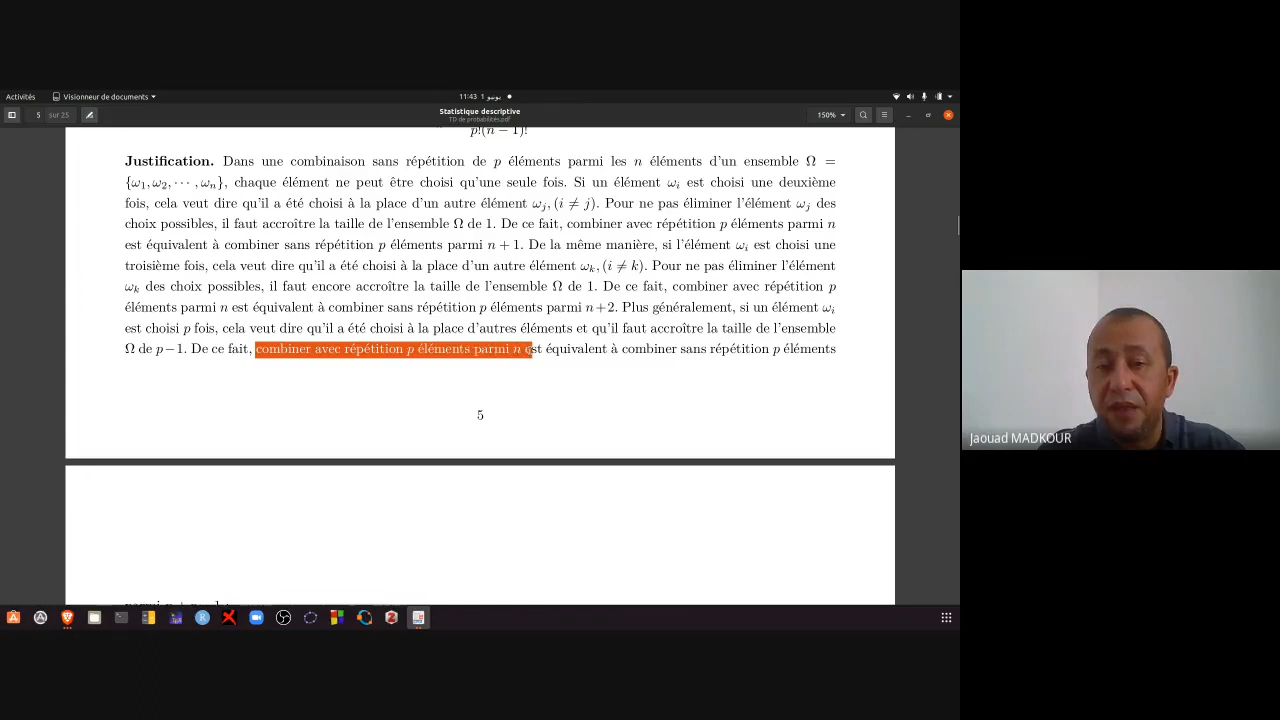 Activités
Visionneur de documents
11:43 يونيو 1
5 sur 25
Statistique descriptive
TD de probabilités.pdf
150%
p!(n − 1)!
Justification. Dans une combinaison sans répétition de p éléments parmi les n éléments d'un ensemble Ω =
{ω₁, ω₂, ⋯ , ωₙ}, chaque élément ne peut être choisi qu'une seule fois. Si un élément ωᵢ est choisi une deuxième
fois, cela veut dire qu'il a été choisi à la place d'un autre élément ωⱼ, (i ≠ j). Pour ne pas éliminer l'élément ωⱼ des
choix possibles, il faut accroître la taille de l'ensemble Ω de 1. De ce fait, combiner avec répétition p éléments parmi n
est équivalent à combiner sans répétition p éléments parmi n + 1. De la même manière, si l'élément ωᵢ est choisi une
troisième fois, cela veut dire qu'il a été choisi à la place d'un autre élément ωₖ, (i ≠ k). Pour ne pas éliminer l'élément
ωₖ des choix possibles, il faut encore accroître la taille de l'ensemble Ω de 1. De ce fait, combiner avec répétition p
éléments parmi n est équivalent à combiner sans répétition p éléments parmi n+2. Plus généralement, si un élément ωᵢ
est choisi p fois, cela veut dire qu'il a été choisi à la place d'autres éléments et qu'il faut accroître la taille de l'ensemble
Ω de p−1. De ce fait, combiner avec répétition p éléments parmi n est équivalent à combiner sans répétition p éléments
5
Jaouad MADKOUR